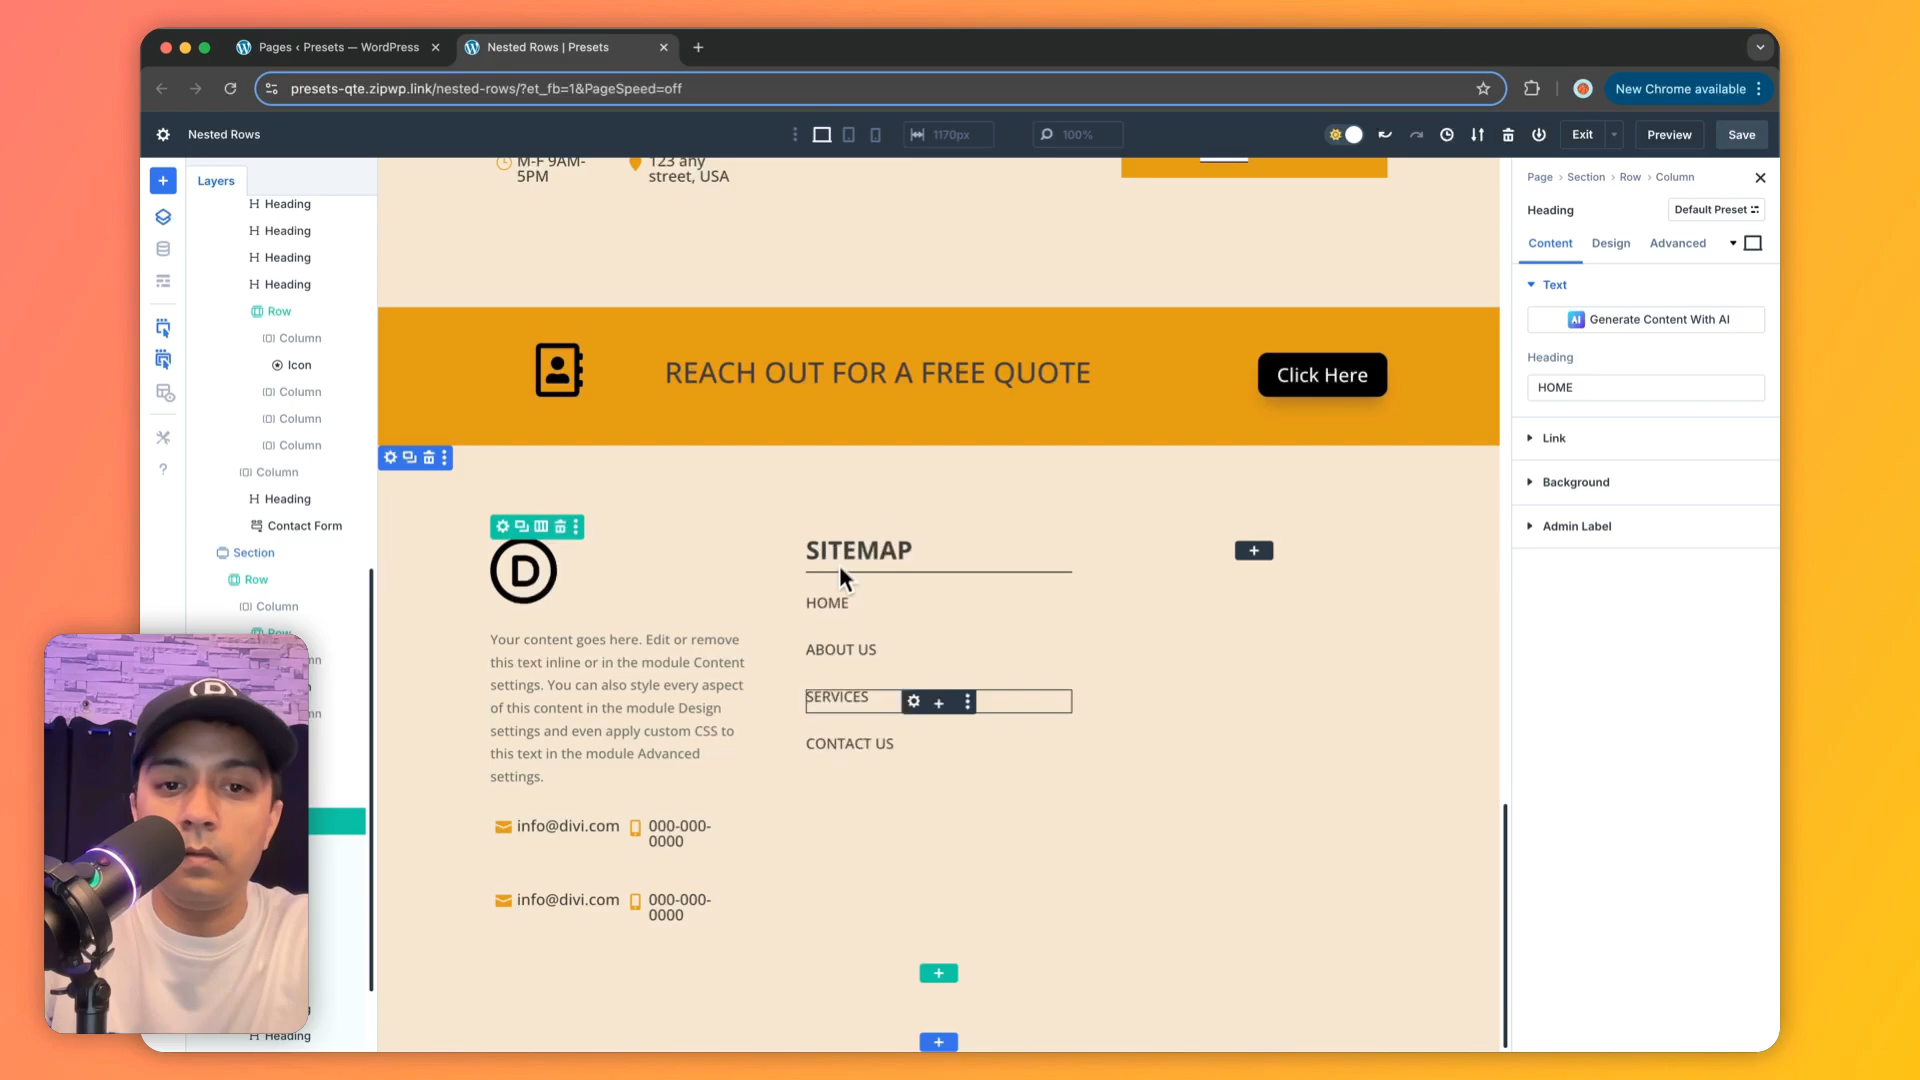 Pages ‹ Presets — WordPress
Nested Rows | Presets
presets-qte.zipwp.link/nested-rows/?et_fb=1&PageSpeed=off
New Chrome available
Nested Rows
1170px
100%
Exit
Preview
Save
Layers
Heading
Heading
Heading
Heading
Row
Column
Icon
Column
Column
Column
Column
Heading
Contact Form
Section
Row
Column
Row
Heading
M-F 9AM-
5PM
123 any
street, USA
REACH OUT FOR A FREE QUOTE
Click Here
D
Your content goes here. Edit or remove
this text inline or in the module Content
settings. You can also style every aspect
of this content in the module Design
settings and even apply custom CSS to
this text in the module Advanced
settings.
info@divi.com
000-000-
0000
info@divi.com
000-000-
0000
SITEMAP
HOME
ABOUT US
SERVICES
CONTACT US
Page > Section > Row > Column
Heading
Default Preset
Content
Design
Advanced
Text
AI Generate Content With AI
Heading
HOME
Link
Background
Admin Label